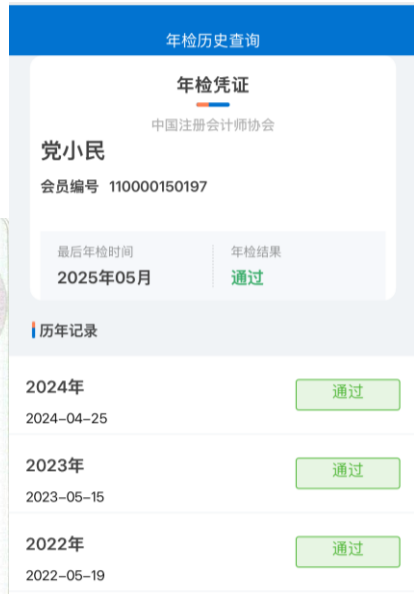 年检历史查询
年检凭证
中国注册会计师协会
党小民
会员编号 110000150197
最后年检时间 年检结果
2025年05月 通过
历年记录
2024年 通过
2024-04-25
2023年 通过
2023-05-15
2022年 通过
2022-05-19